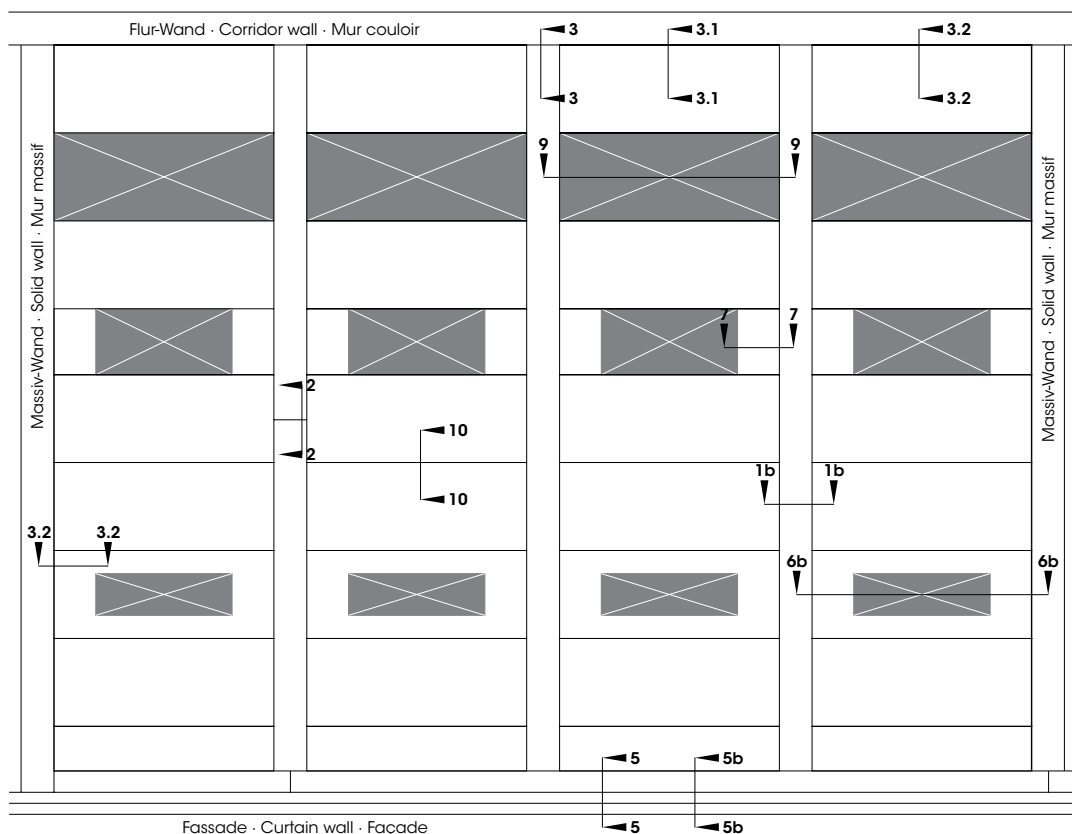 Flur-Wand · Corridor wall · Mur couloir
3
3.1
3.2
3
3.1
3.2
Massiv-Wand · Solid wall · Mur massif
9
9
Massiv-Wand · Solid wall · Mur massif
7
7
2
10
2
1b
1b
10
3.2
3.2
6b
6b
5
5b
5
5b
Fassade · Curtain wall · Façade